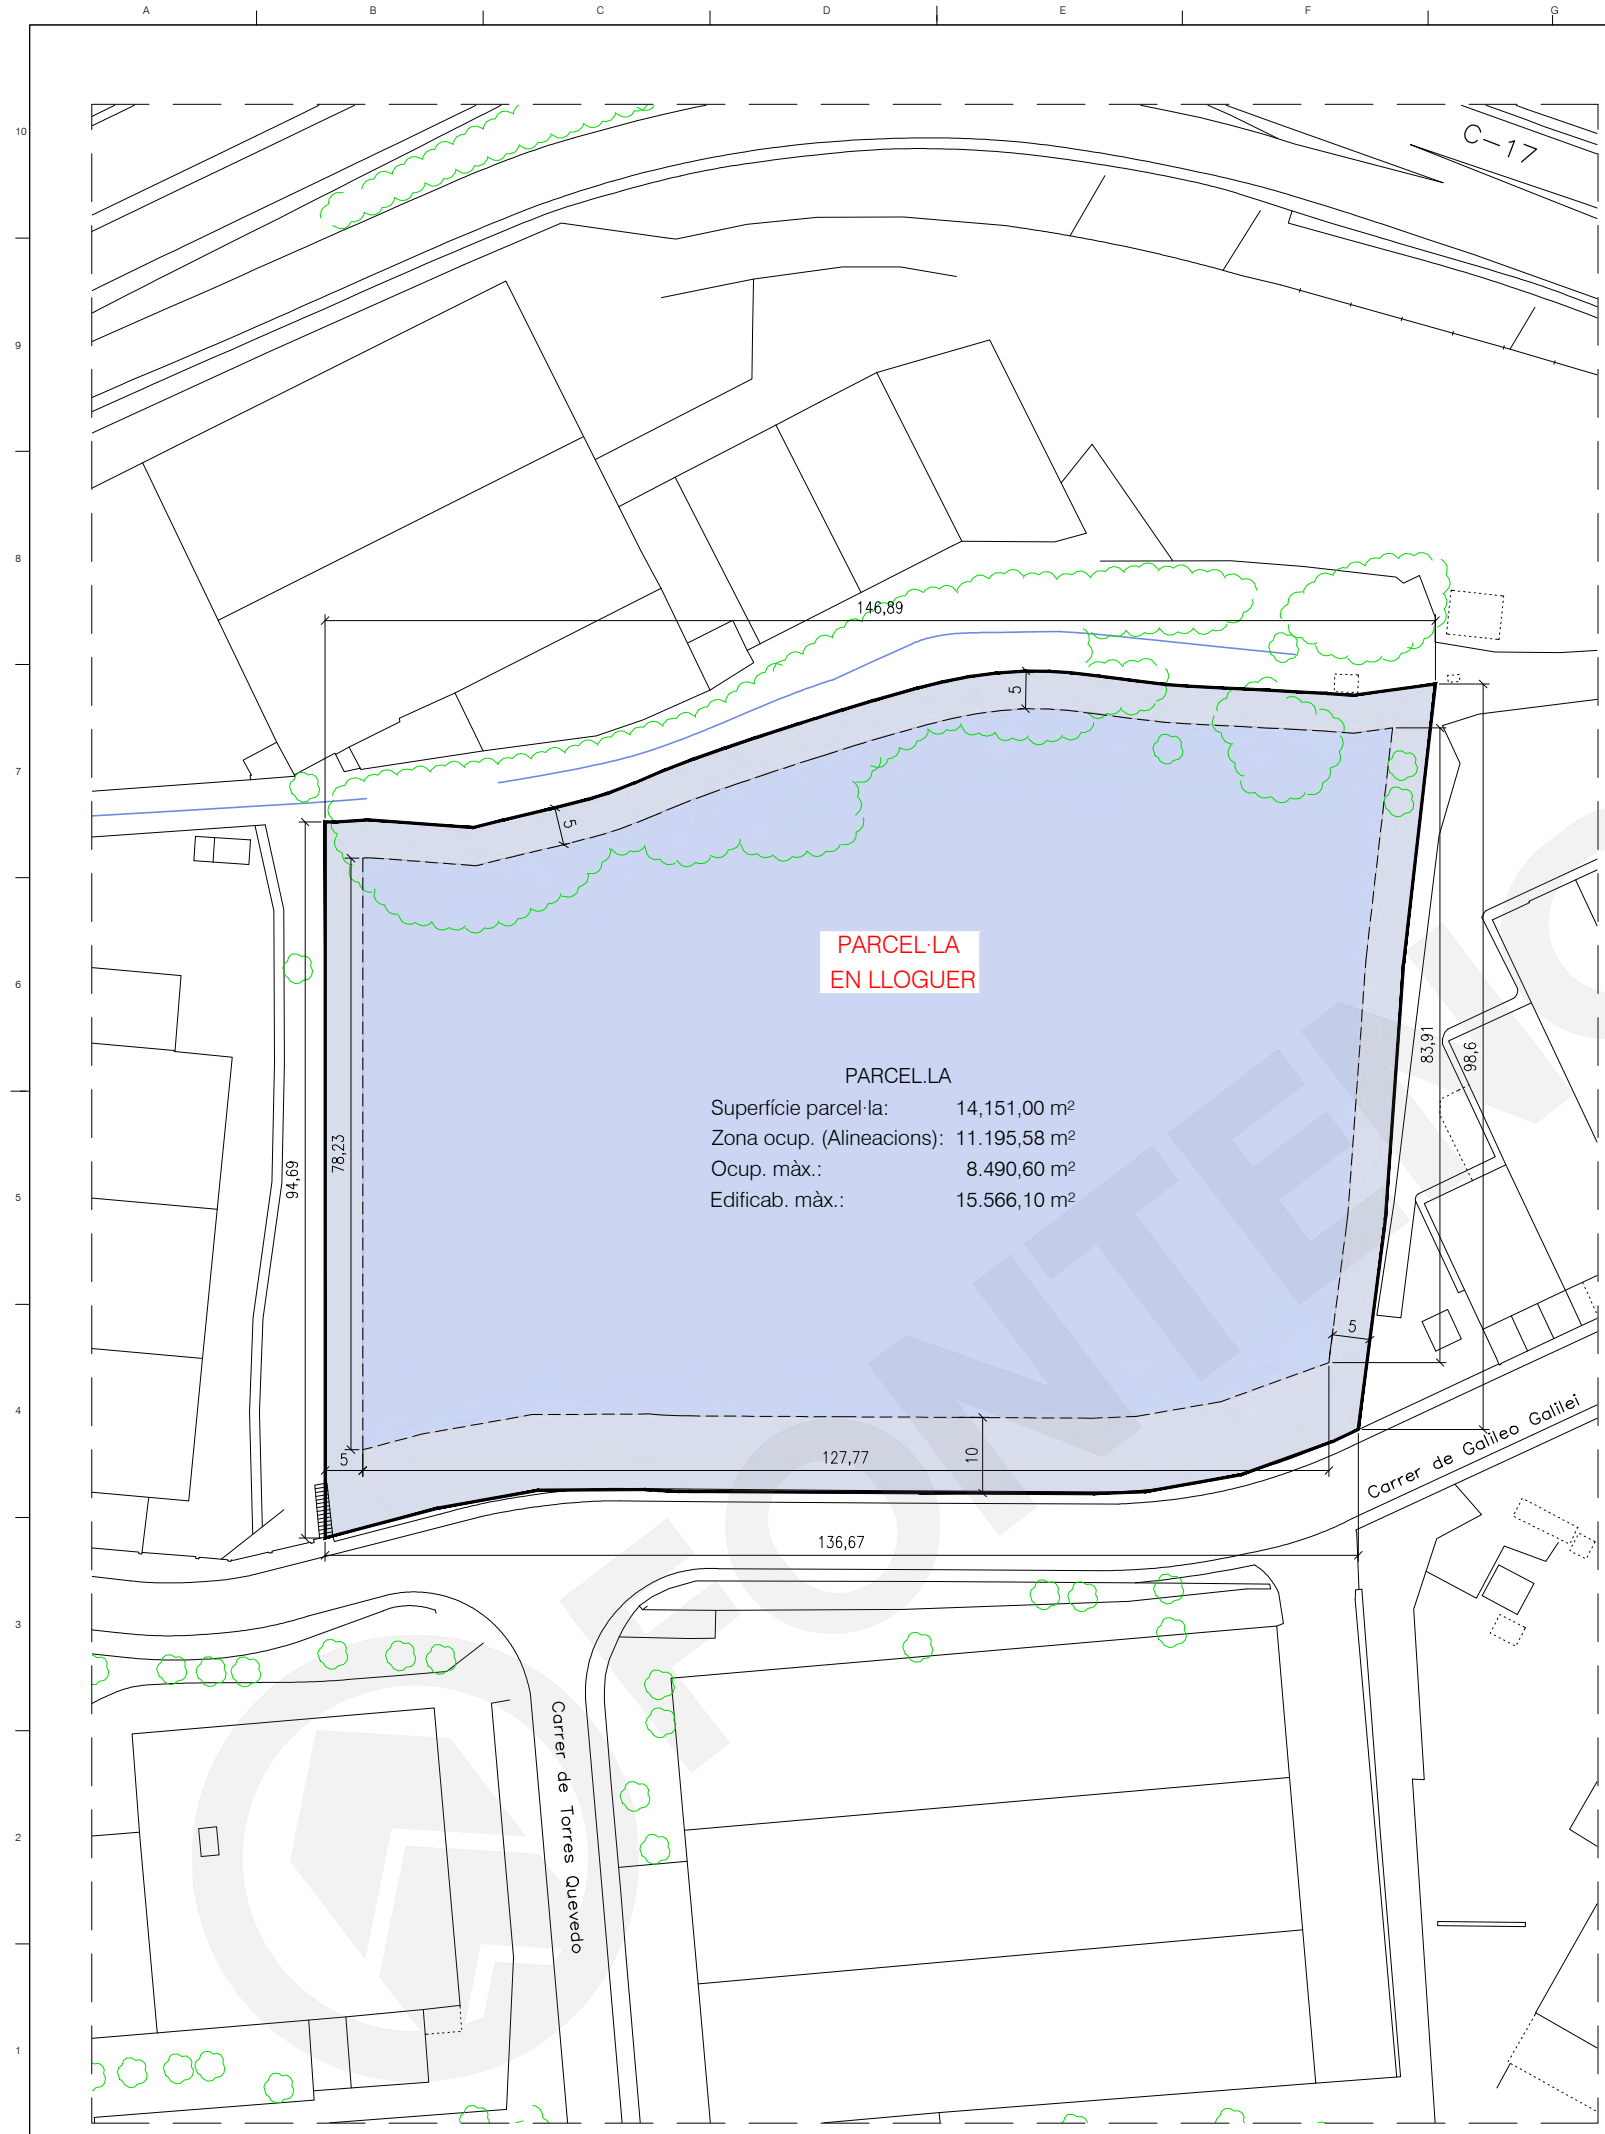 A B C D E F G
10
C-17
9
8
146,89
5
7
5
PARCEL·LA
EN LLOGUER
6
83,91
98,6
PARCEL.LA
Superfície parcel·la: 14,151,00 m²
Zona ocup. (Alineacions): 11.195,58 m²
78,23
94,69
Ocup. màx.: 8.490,60 m²
5
Edificab. màx.: 15.566,10 m²
5
4
Carrer de Galileo Galilei
5
127,77
10
136,67
3
Carrer de Torres Quevedo
2
1